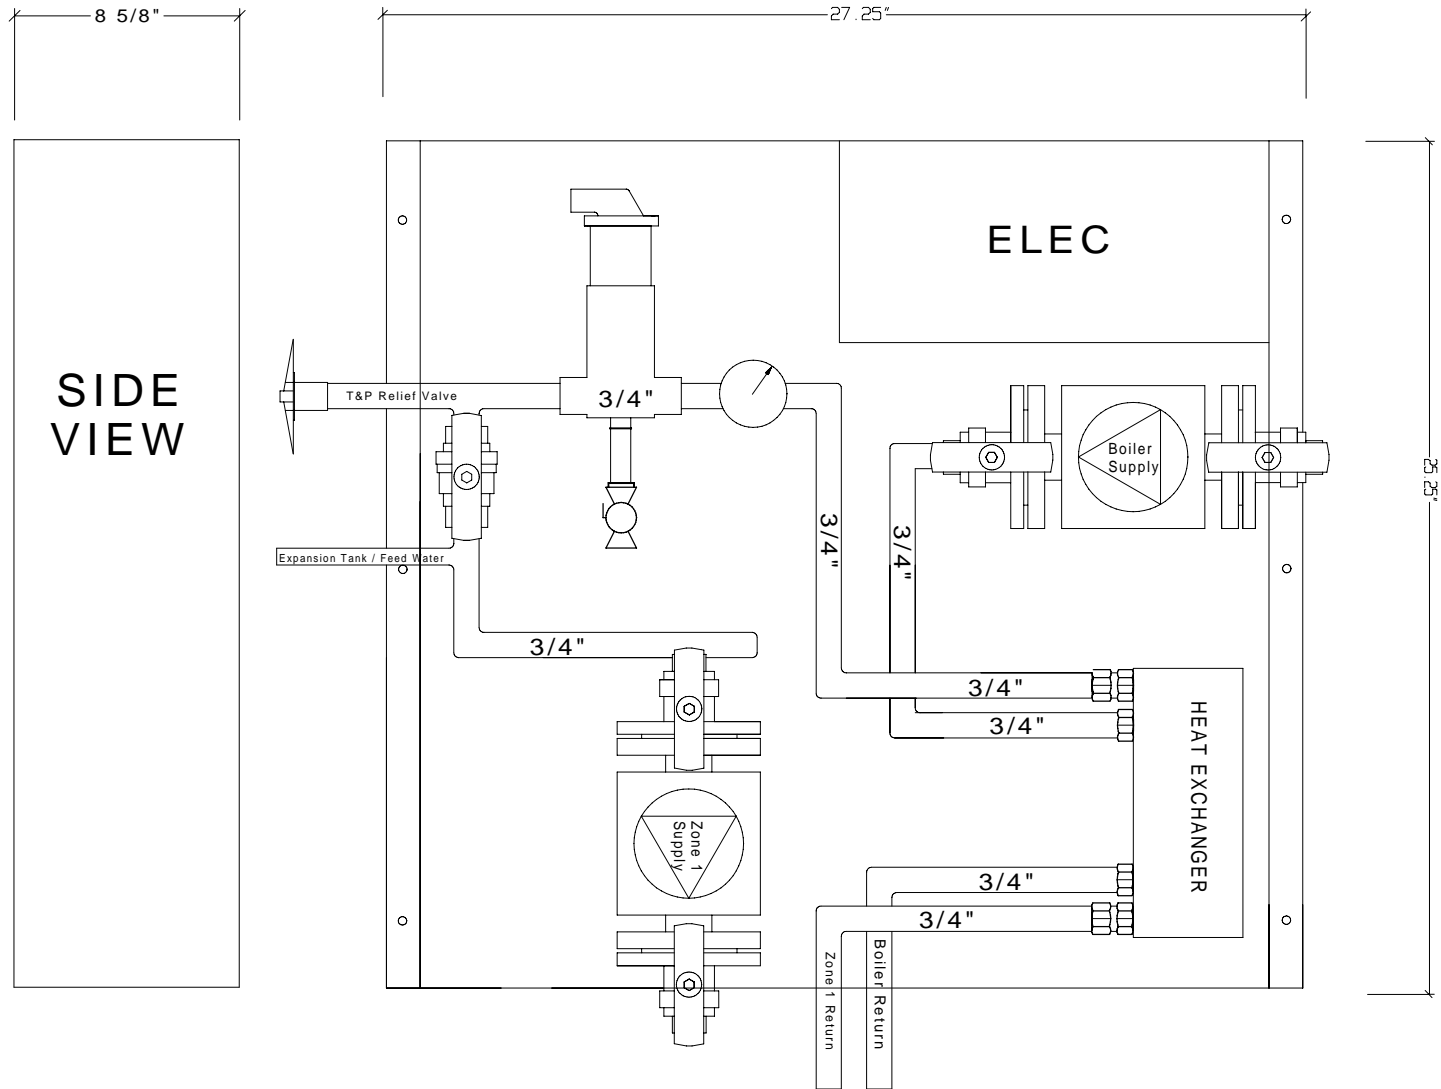 8 5/8"
27.25"
ELEC
SIDE
VIEW
T&P Relief Valve
3/4"
Boiler
Supply
25.25"
3/4"
3/4"
Expansion Tank / Feed Water
3/4"
3/4"
3/4"
HEAT EXCHANGER
Zone 1
Supply
3/4"
3/4"
Zone 1 Return
Boiler Return